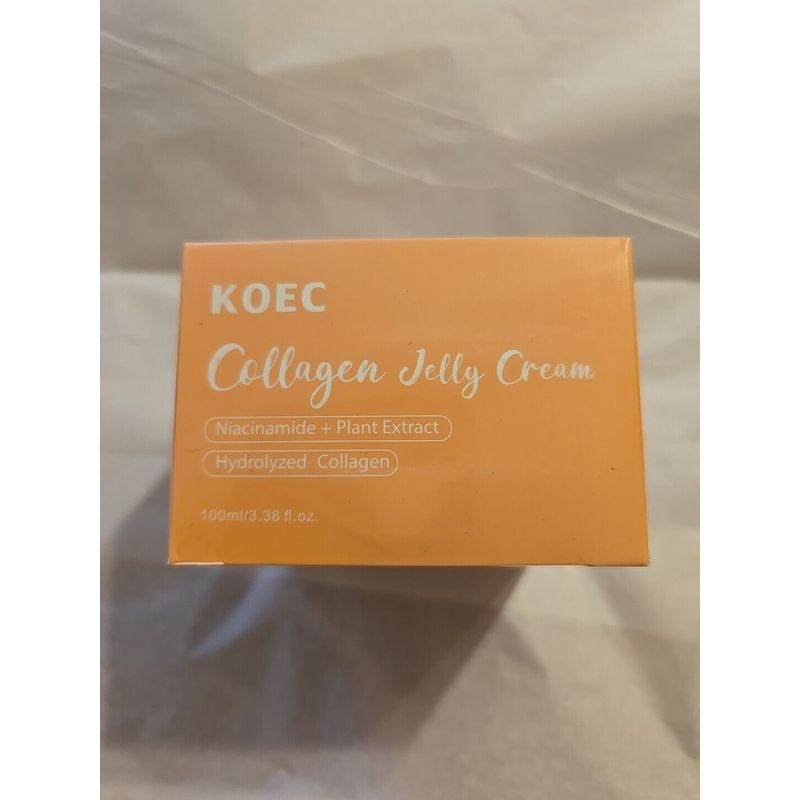 KOEC
Collagen Jelly Cream
Niacinamide + Plant Extract
Hydrolyzed Collagen
100ml/3.38 fl.oz.